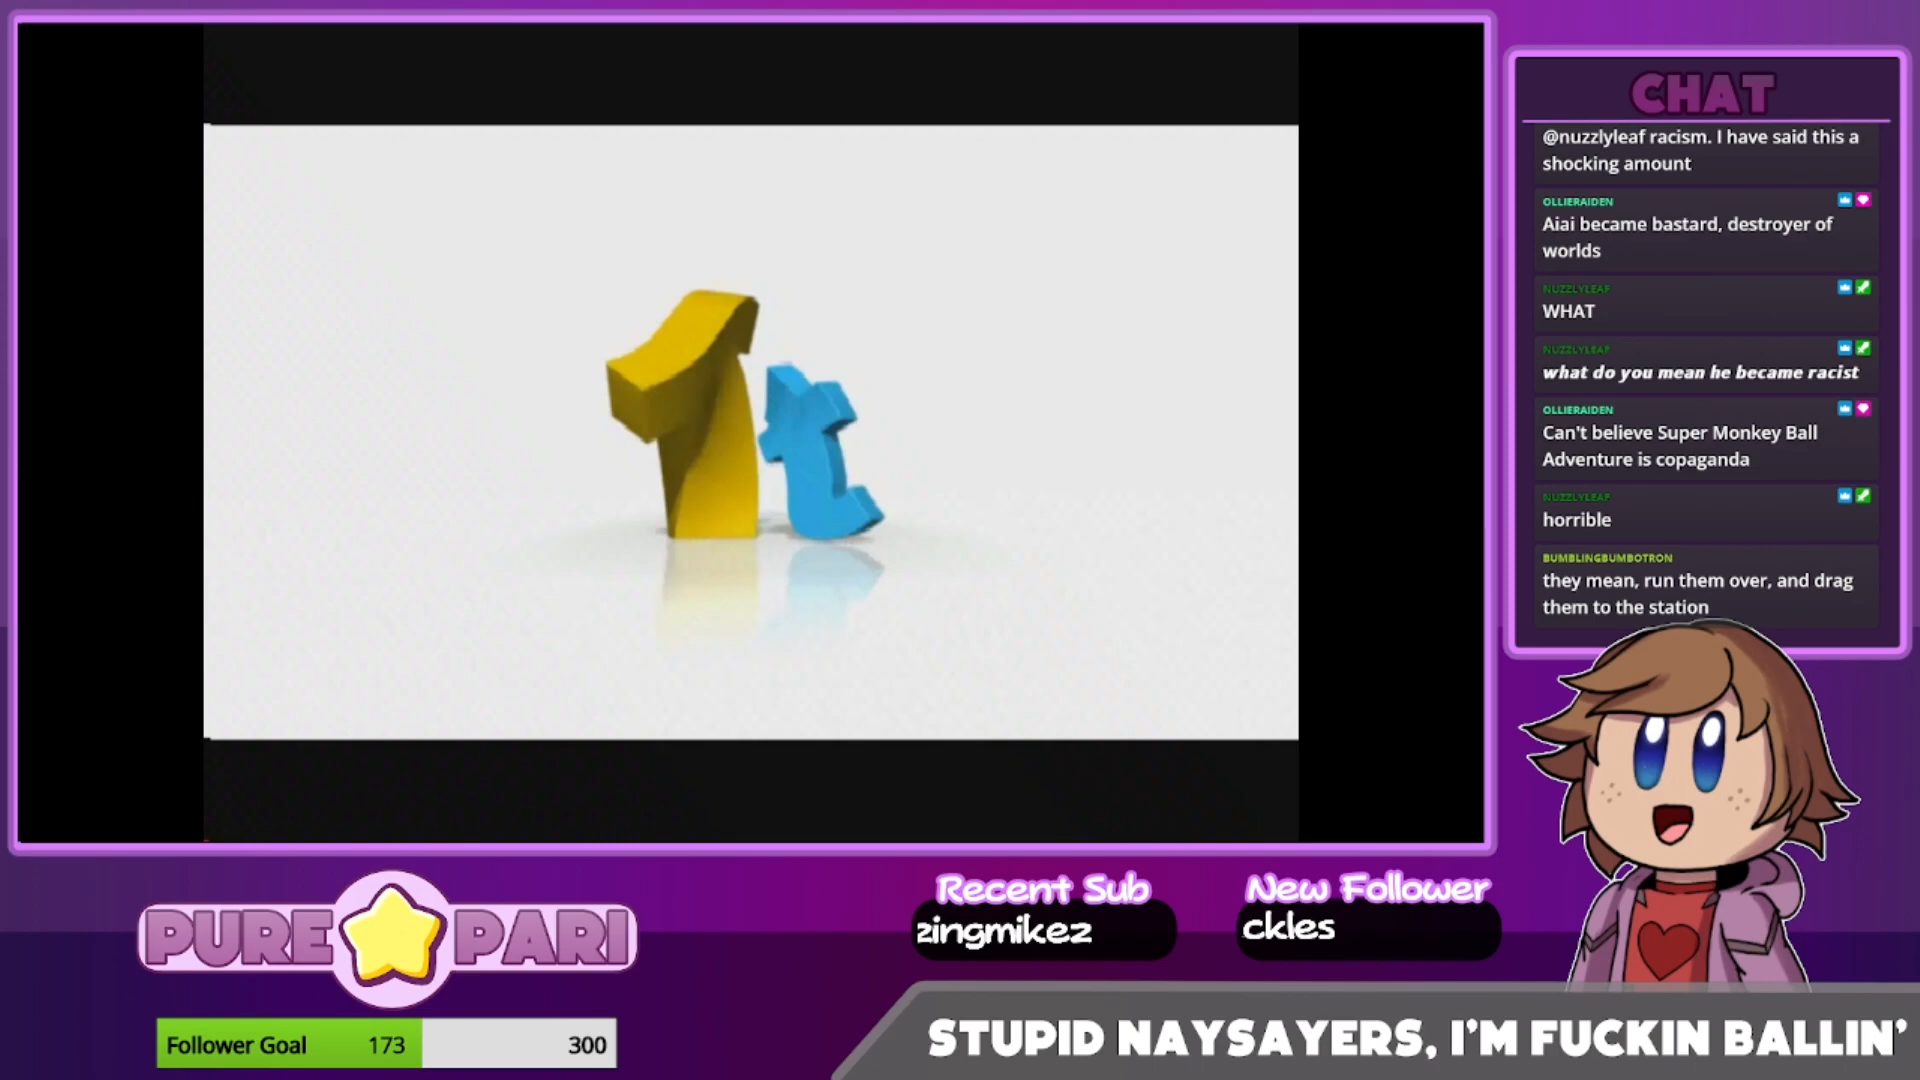 1t
CHAT
@nuzzlyleaf racism. I have said this a
shocking amount
OLLIERAIDEN
Aiai became bastard, destroyer of
worlds
NUZZLYLEAF
WHAT
NUZZLYLEAF
what do you mean he became racist
OLLIERAIDEN
Can't believe Super Monkey Ball
Adventure is copaganda
NUZZLYLEAF
horrible
BUMBLINGBUMBOTRON
they mean, run them over, and drag
them to the station
PURE PARI
Recent Sub
zingmikez
New Follower
ckles
Follower Goal 173 300
STUPID NAYSAYERS, I'M FUCKIN BALLIN'